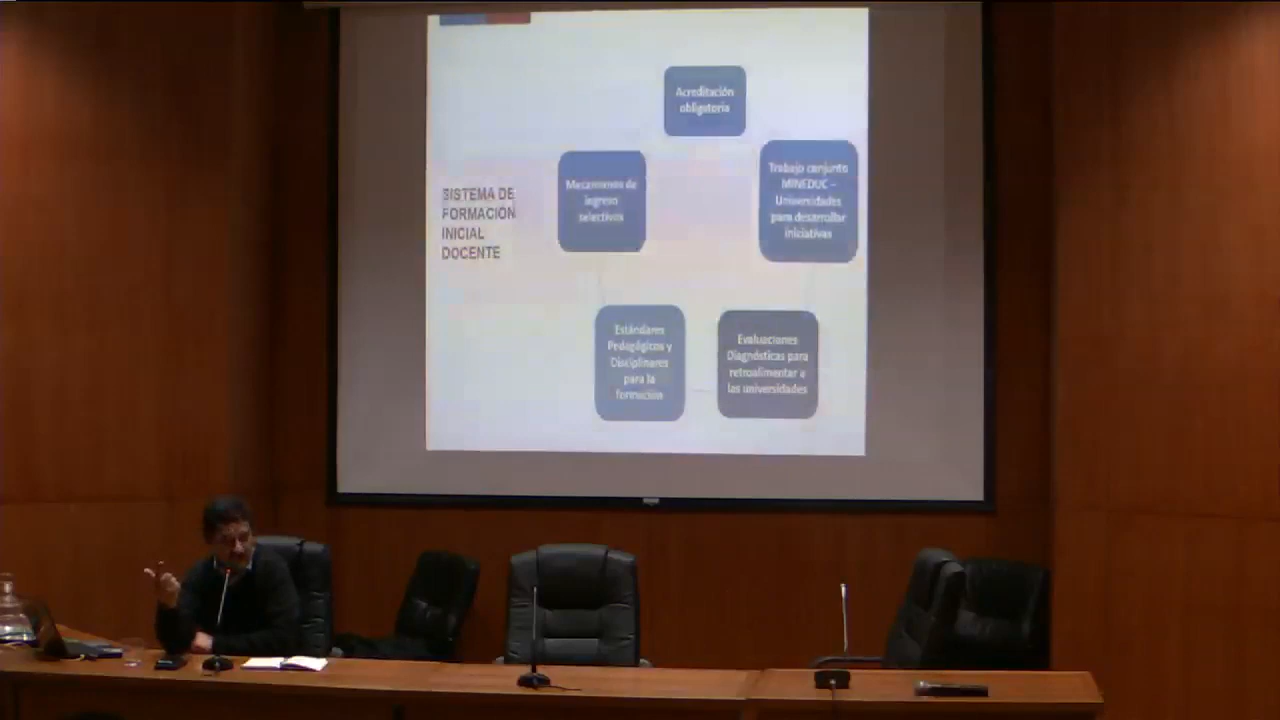 SISTEMA DE
FORMACIÓN
INICIAL
DOCENTE
Acreditación
obligatoria
Mecanismos de
ingreso
selectivos
Trabajo conjunto
MINEDUC –
Universidades
para desarrollar
iniciativas
Estándares
Pedagógicos y
Disciplinares
para la
formación
Evaluaciones
Diagnósticas para
retroalimentar a
las universidades